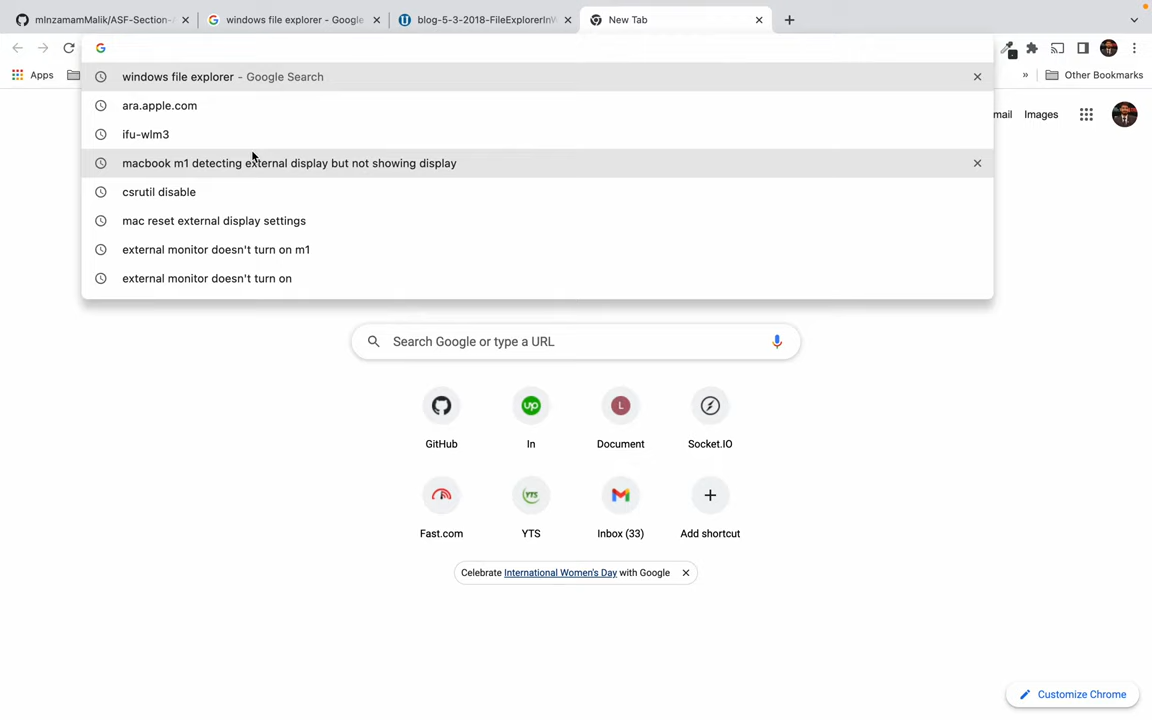 mInzamamMalik/ASF-Section-A
windows file explorer - Google
blog-5-3-2018-FileExplorerInW
New Tab
windows file explorer - Google Search
Apps
ara.apple.com
» Other Bookmarks
mail
Images
ifu-wlm3
macbook m1 detecting external display but not showing display
csrutil disable
mac reset external display settings
external monitor doesn't turn on m1
external monitor doesn't turn on
Search Google or type a URL
GitHub
In
Document
Socket.IO
Fast.com
YTS
Inbox (33)
Add shortcut
Celebrate International Women's Day with Google
Customize Chrome